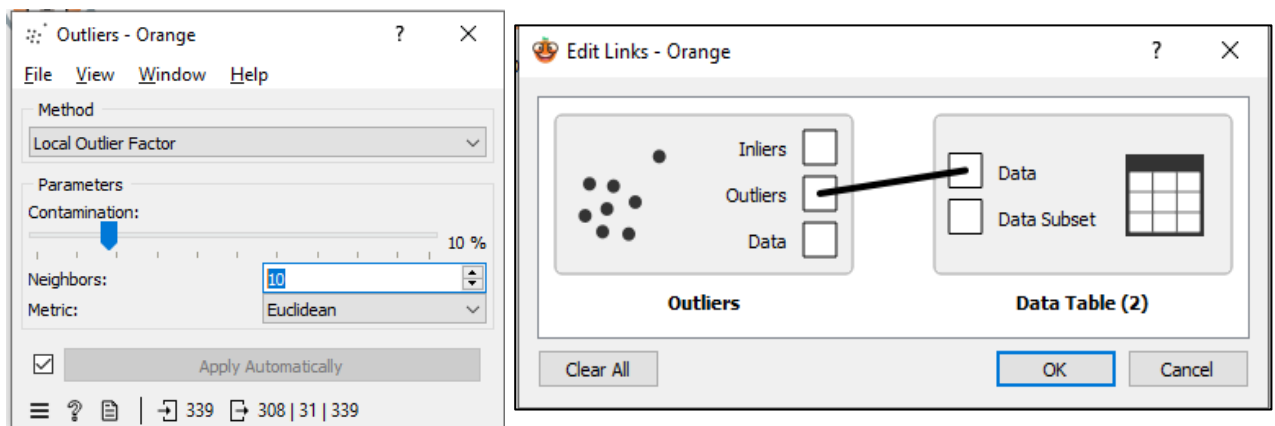 Outliers - Orange ? ×
File View Window Help
Method
Local Outlier Factor
Parameters
Contamination:
10 %
Neighbors: 10
Metric: Euclidean
Apply Automatically
? 339 308 | 31 | 339
Edit Links - Orange ? ×
Inliers
Outliers
Data
Data
Data Subset
Outliers
Data Table (2)
Clear All OK Cancel